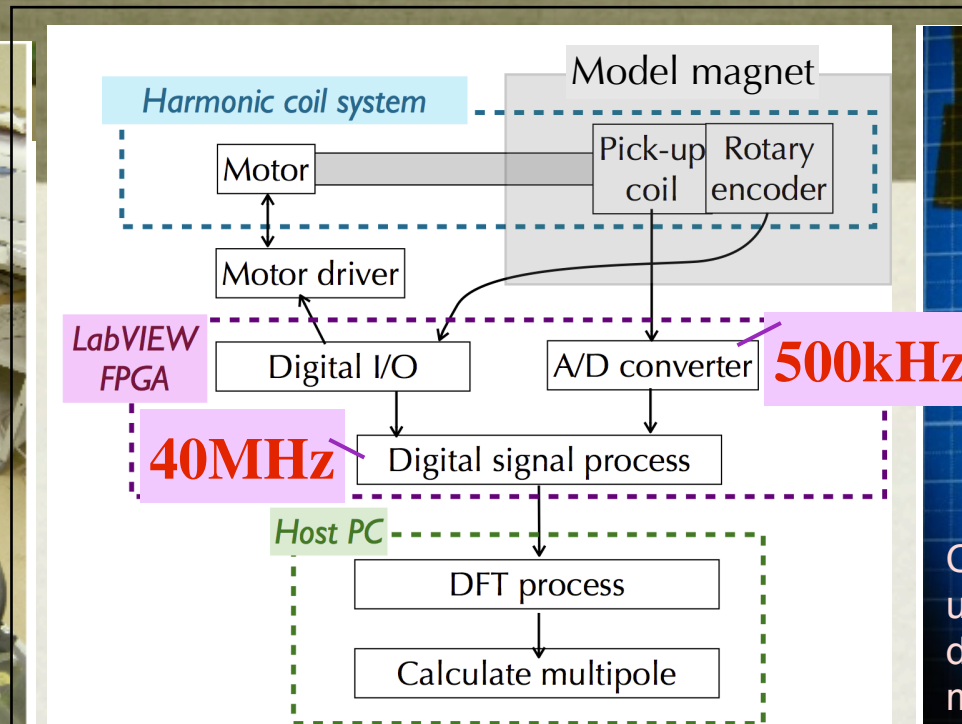 Model magnet
Harmonic coil system
Motor
Pick-up
coil
Rotary
encoder
Motor driver
LabVIEW
FPGA
Digital I/O
A/D converter
500kHz
40MHz
Digital signal process
Host PC
DFT process
Calculate multipole